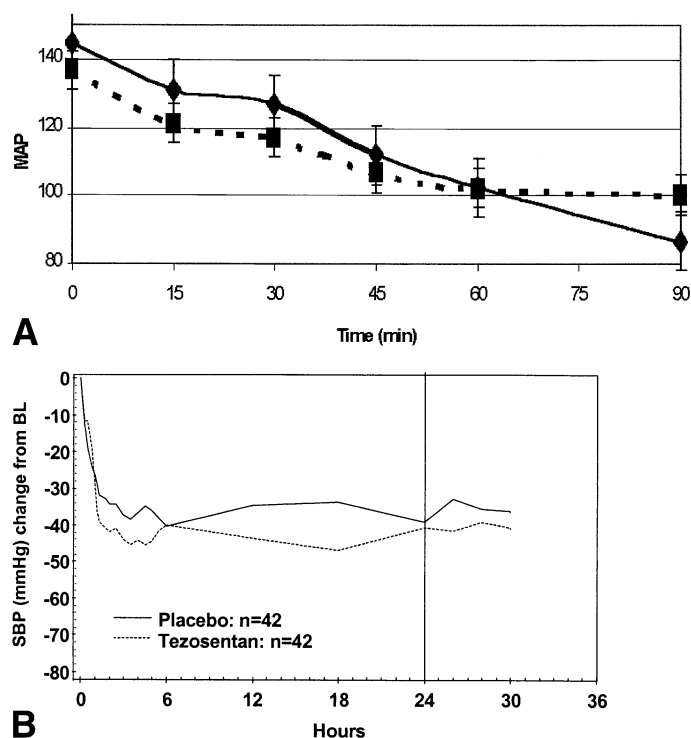 140
120
100
80
MAP
0 15 30 45 60 75 90
Time (min)
A
0
-10
-20
-30
-40
-50
-60
-70
-80
SBP (mmHg) change from BL
Placebo: n=42
Tezosentan: n=42
0 6 12 18 24 30 36
Hours
B